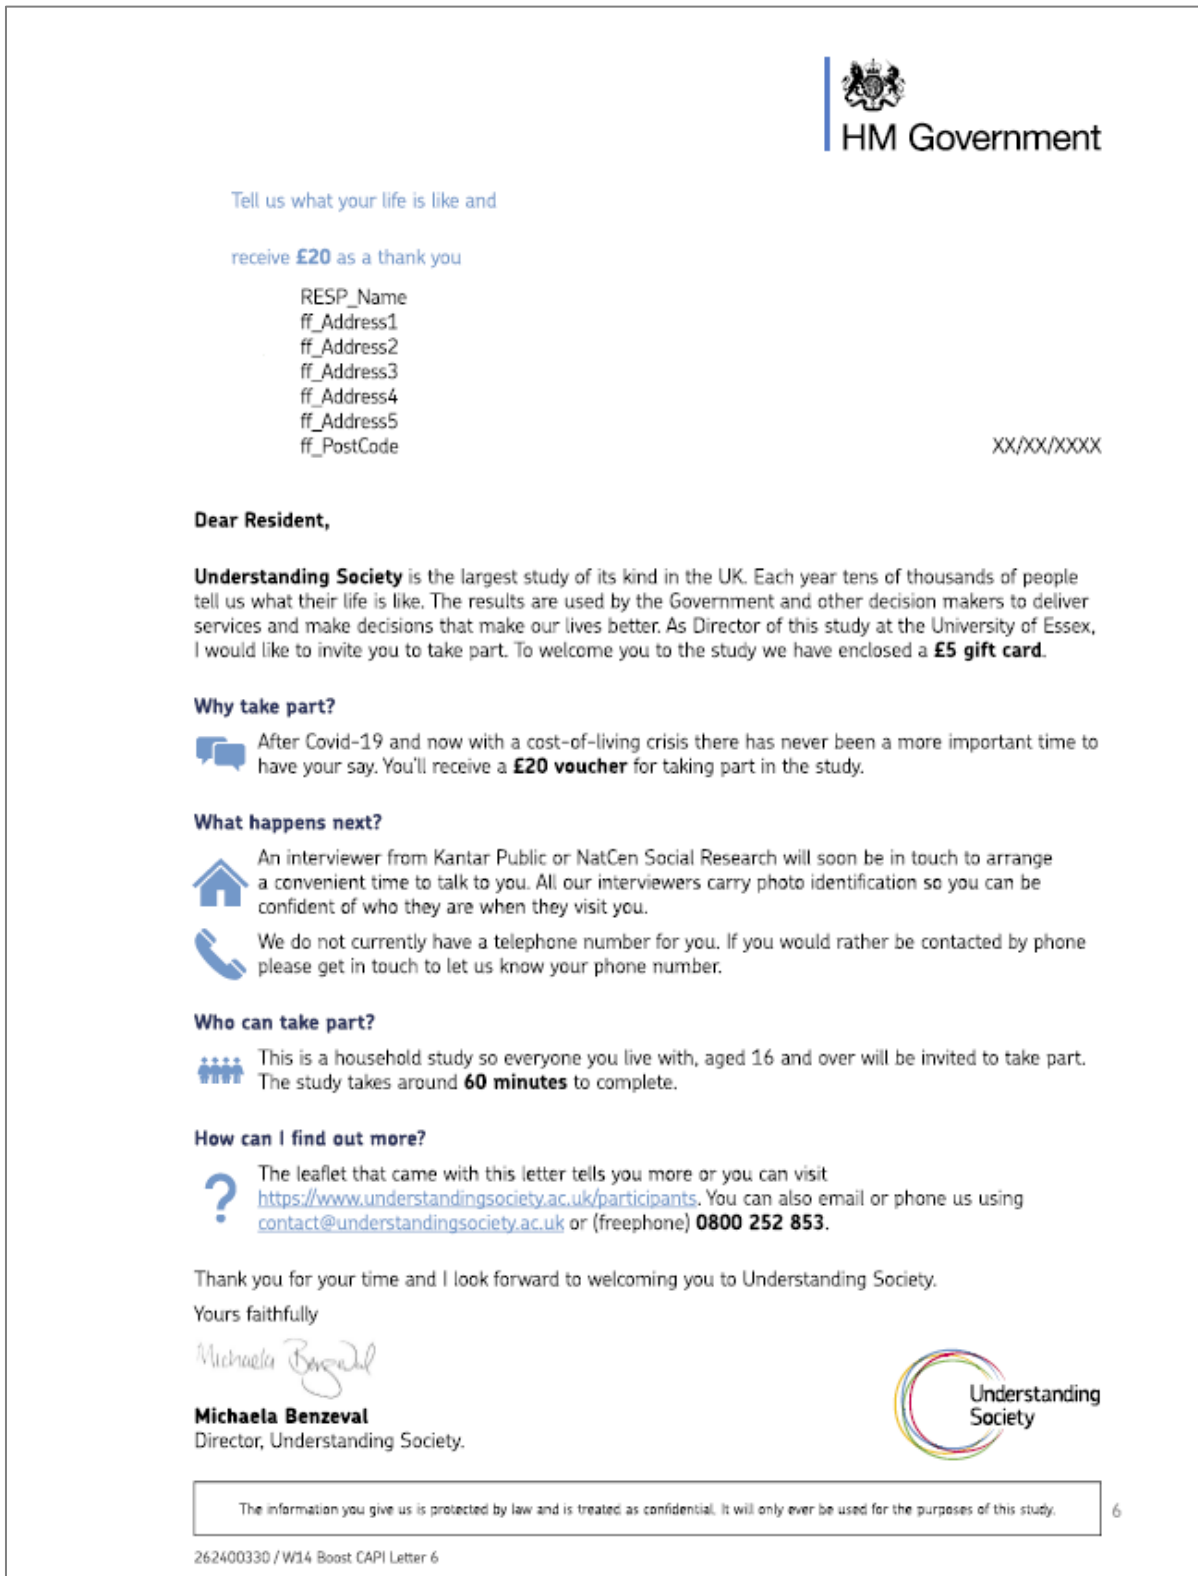 HM Government
Tell us what your life is like and
receive £20 as a thank you
RESP_Name
ff_Address1
ff_Address2
ff_Address3
ff_Address4
ff_Address5
ff_PostCode
XX/XX/XXXX
Dear Resident,
Understanding Society is the largest study of its kind in the UK. Each year tens of thousands of people
tell us what their life is like. The results are used by the Government and other decision makers to deliver
services and make decisions that make our lives better. As Director of this study at the University of Essex,
I would like to invite you to take part. To welcome you to the study we have enclosed a £5 gift card.
Why take part?
After Covid-19 and now with a cost-of-living crisis there has never been a more important time to
have your say. You'll receive a £20 voucher for taking part in the study.
What happens next?
An interviewer from Kantar Public or NatCen Social Research will soon be in touch to arrange
a convenient time to talk to you. All our interviewers carry photo identification so you can be
confident of who they are when they visit you.
We do not currently have a telephone number for you. If you would rather be contacted by phone
please get in touch to let us know your phone number.
Who can take part?
This is a household study so everyone you live with, aged 16 and over will be invited to take part.
The study takes around 60 minutes to complete.
How can I find out more?
The leaflet that came with this letter tells you more or you can visit
https://www.understandingsociety.ac.uk/participants. You can also email or phone us using
contact@understandingsociety.ac.uk or (freephone) 0800 252 853.
Thank you for your time and I look forward to welcoming you to Understanding Society.
Yours faithfully
Michaela Benzeval
Michaela Benzeval
Director, Understanding Society.
Understanding
Society
The information you give us is protected by law and is treated as confidential. It will only ever be used for the purposes of this study.
6
262400330 / W14 Boost CAPI Letter 6